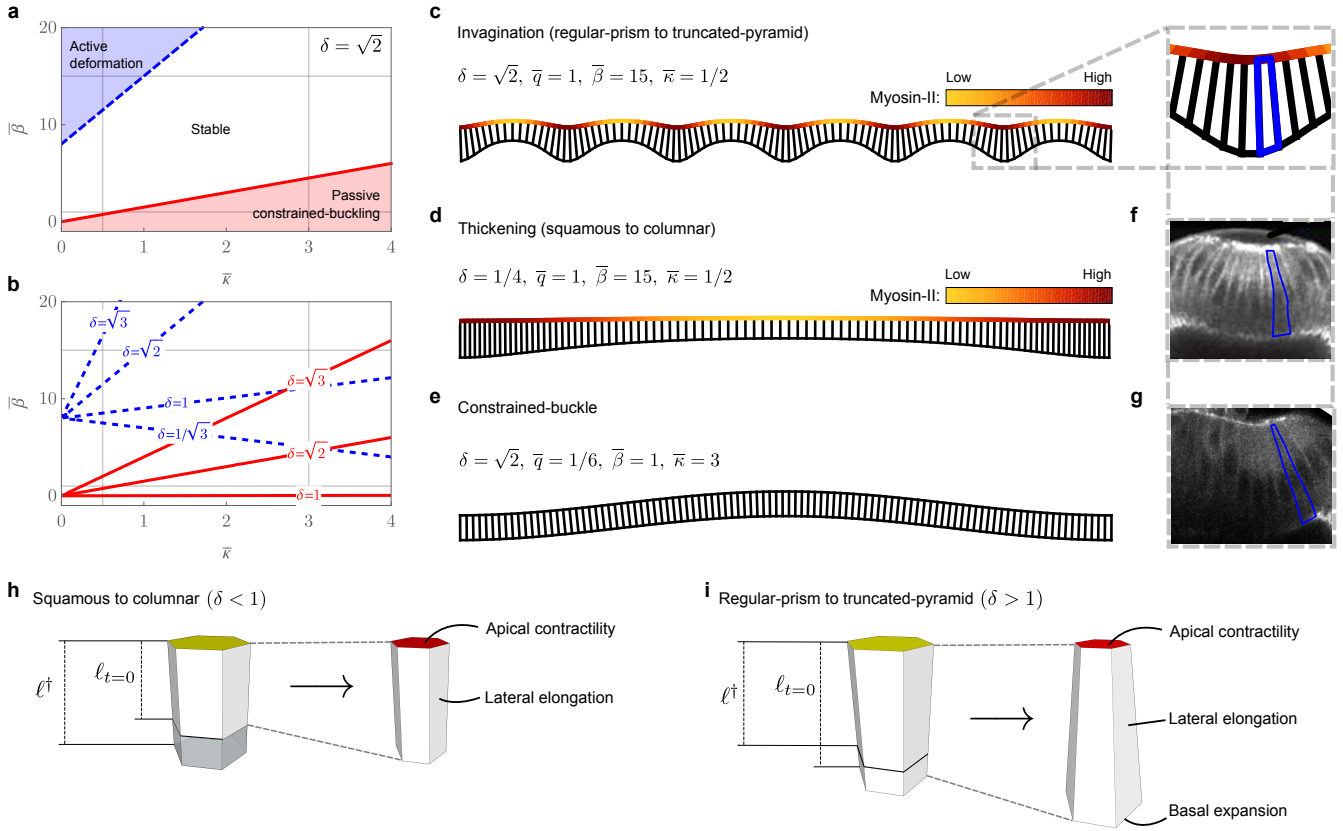 a
20
10
0
β̅
Active
deformation
δ = √2
Stable
Passive
constrained-buckling
0 1 2 3 4
κ̅
b
20
10
0
β̅
δ=√3
δ=√2
δ=1
δ=1/√3
δ=√3
δ=√2
δ=1
0 1 2 3 4
κ̅
c
Invagination (regular-prism to truncated-pyramid)
δ = √2, q̅ = 1, β̅ = 15, κ̅ = 1/2
Low High
Myosin-II:
d
Thickening (squamous to columnar)
δ = 1/4, q̅ = 1, β̅ = 15, κ̅ = 1/2
Low High
Myosin-II:
e
Constrained-buckle
δ = √2, q̅ = 1/6, β̅ = 1, κ̅ = 3
f
g
h
Squamous to columnar (δ < 1)
ℓ†
ℓt=0
Apical contractility
Lateral elongation
i
Regular-prism to truncated-pyramid (δ > 1)
ℓ†
ℓt=0
Apical contractility
Lateral elongation
Basal expansion